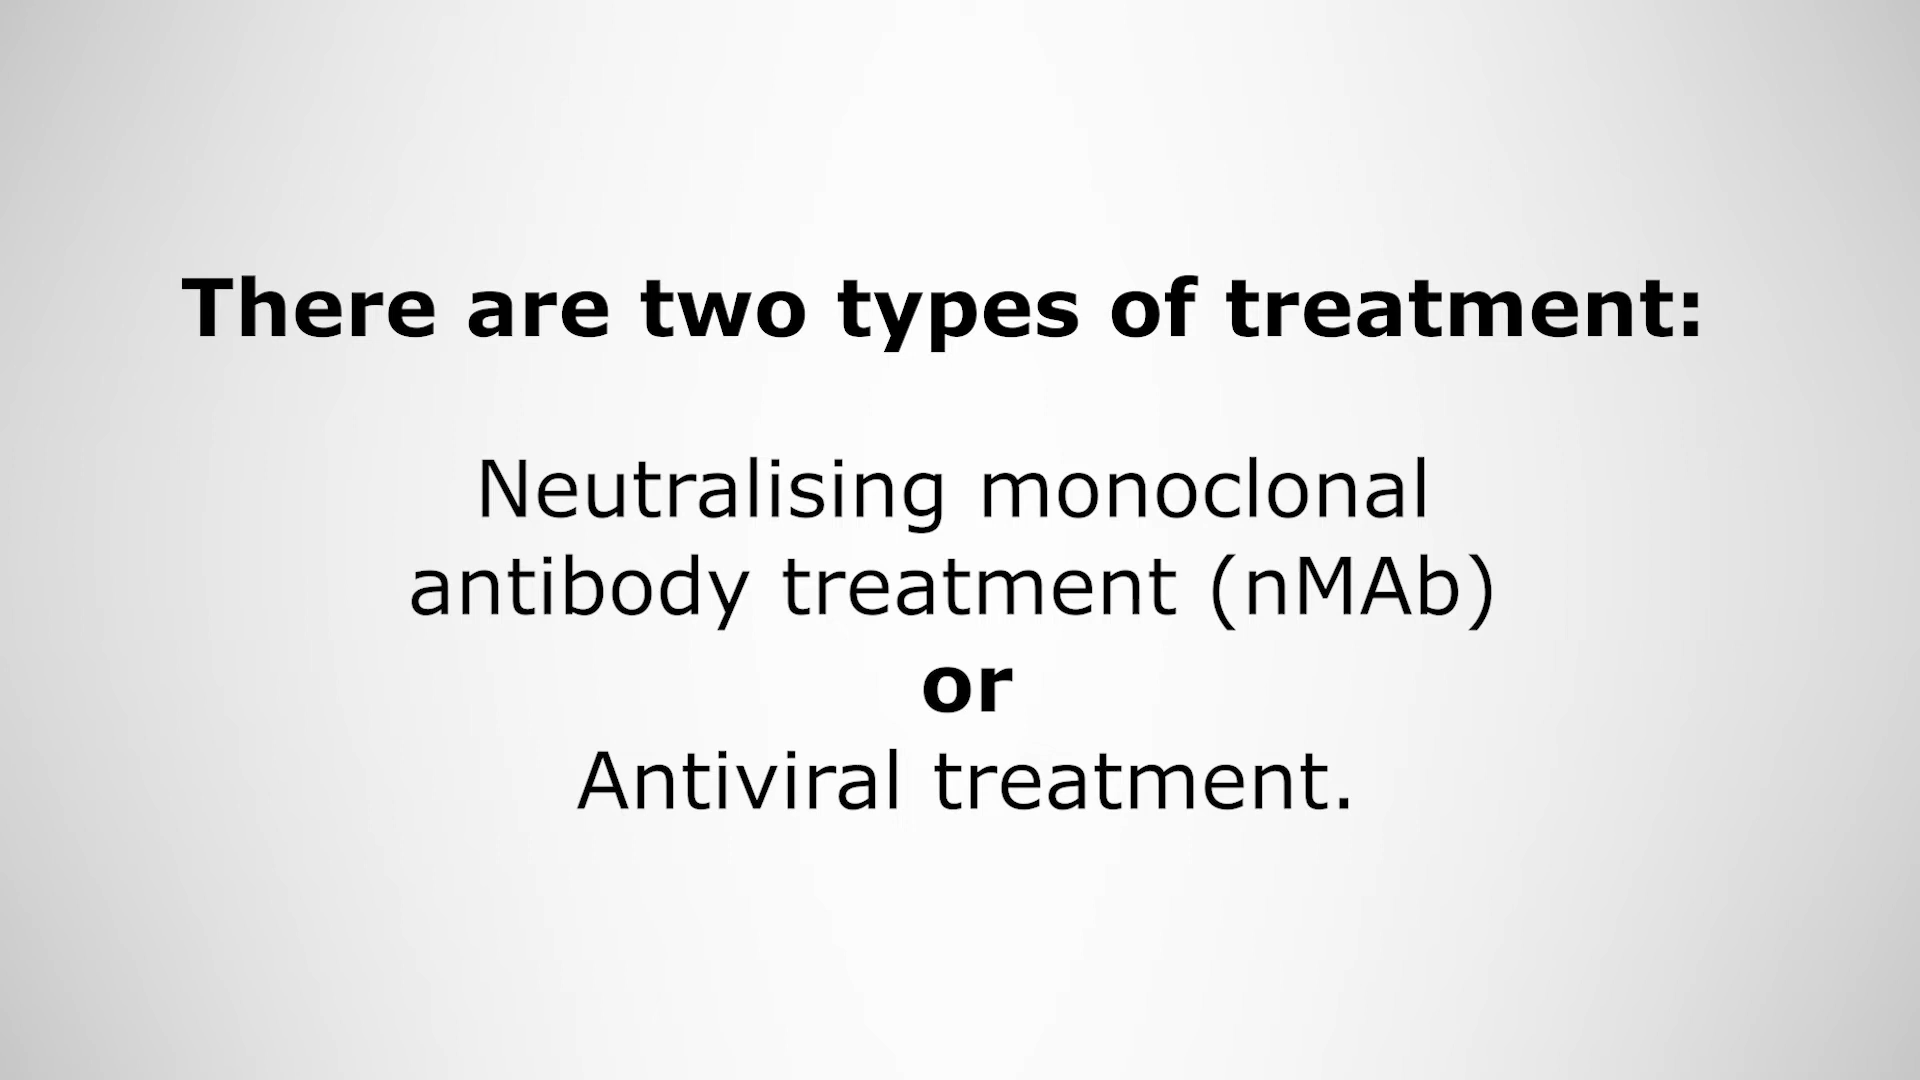 There are two types of treatment:
Neutralising monoclonal
antibody treatment (nMAb)
or
Antiviral treatment.